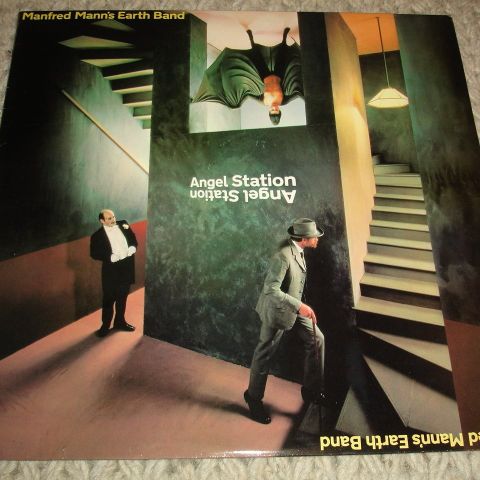 Manfred Mann's Earth Band
Angel Station
Angel Station
ed Mann's Earth Band